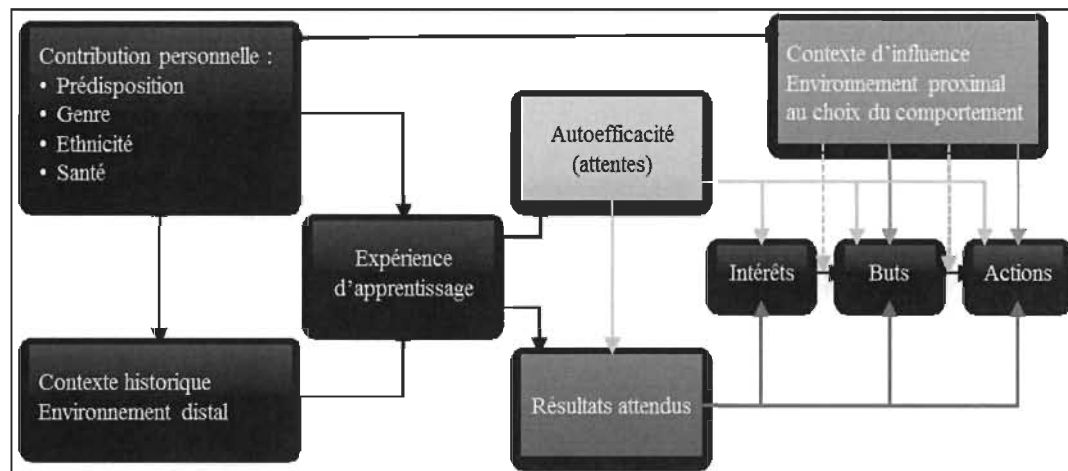 Contribution personnelle :
• Prédisposition
• Genre
• Ethnicité
• Santé
Contexte d'influence
Environnement proximal
au choix du comportement
Autoefficacité
(attentes)
Expérience
d'apprentissage
Intérêts
Buts
Actions
Contexte historique
Environnement distal
Résultats attendus